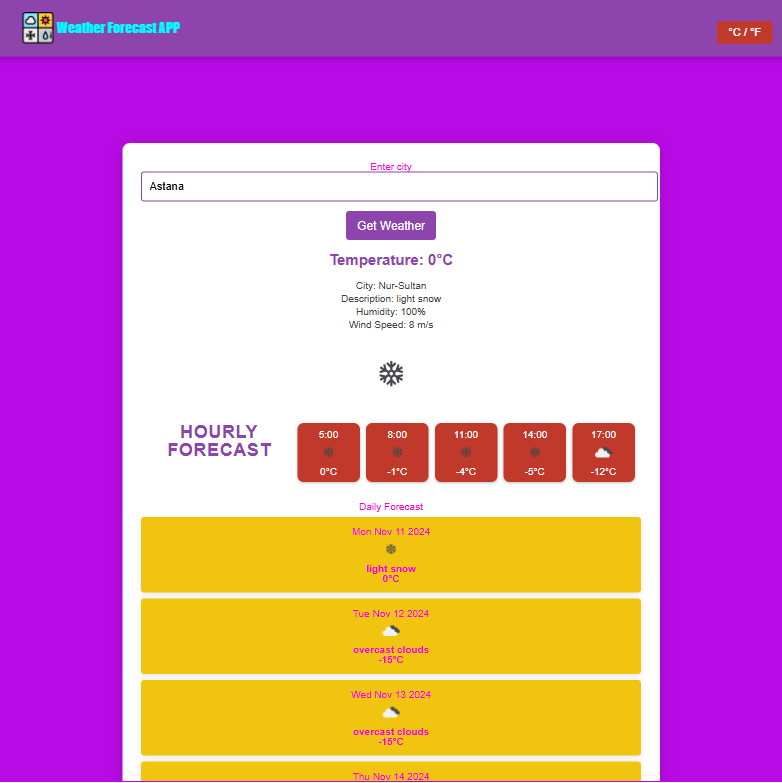 Weather Forecast APP
°C / °F
Enter city
Astana
Get Weather
Temperature: 0°C
City: Nur-Sultan
Description: light snow
Humidity: 100%
Wind Speed: 8 m/s
HOURLY
FORECAST
5:00
0°C
8:00
-1°C
11:00
-4°C
14:00
-5°C
17:00
-12°C
Daily Forecast
Mon Nov 11 2024
light snow
0°C
Tue Nov 12 2024
overcast clouds
-15°C
Wed Nov 13 2024
overcast clouds
-15°C
Thu Nov 14 2024